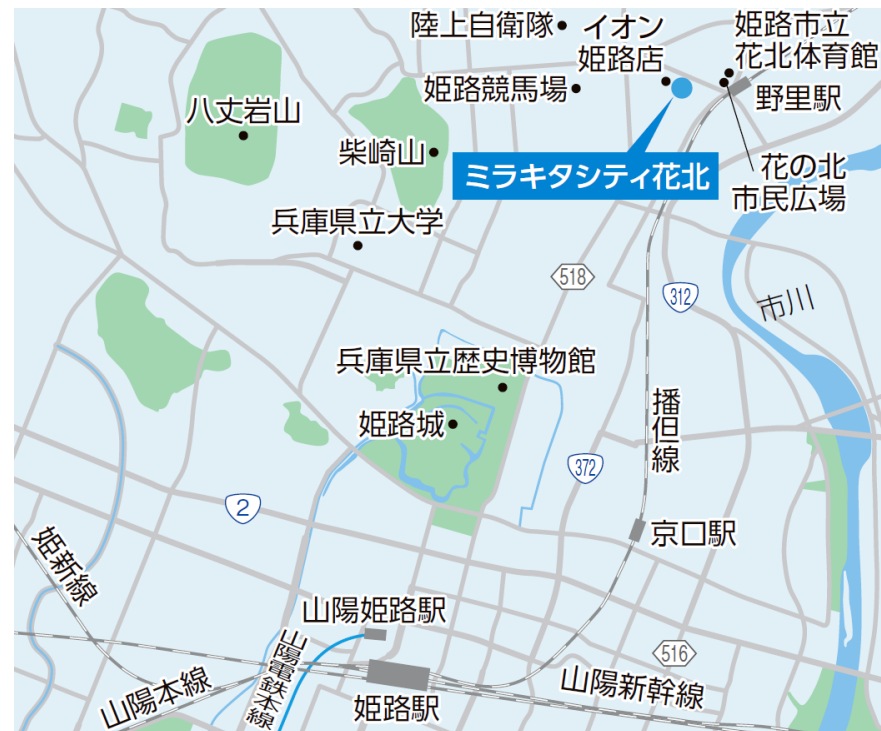 陸上自衛隊
イオン
姫路店
姫路市立
花北体育館
姫路競馬場
野里駅
八丈岩山
柴崎山
ミラキタシティ花北
花の北
市民広場
兵庫県立大学
518
312
市川
兵庫県立歴史博物館
姫路城
播但線
372
2
京口駅
姫新線
山陽姫路駅
山陽電鉄本線
516
山陽本線
姫路駅
山陽新幹線